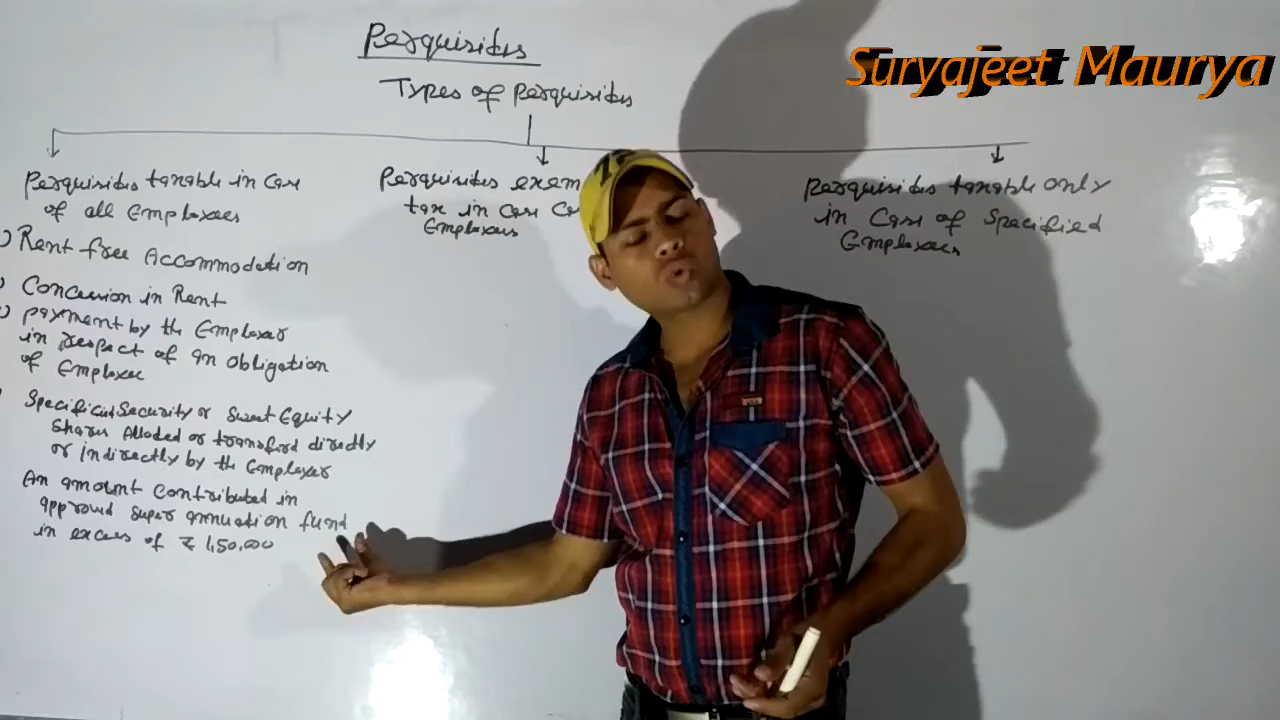 Perquisites
Suryajeet Maurya
Types of perquisites
Perquisites taxable in case
of all Employees
Perquisites exem
tax in case
Employees
Perquisites taxable only
in Case of Specified
Employees
Rent free Accommodation
Concession in Rent
payment by the Employer
in respect of an obligation
of Employee
Specified Security or Sweat Equity
Shares Alloded or transferd directly
or indirectly by the Employer
An amount Contributed in
approved super annuation fund
in excess of ₹ 1,50,000